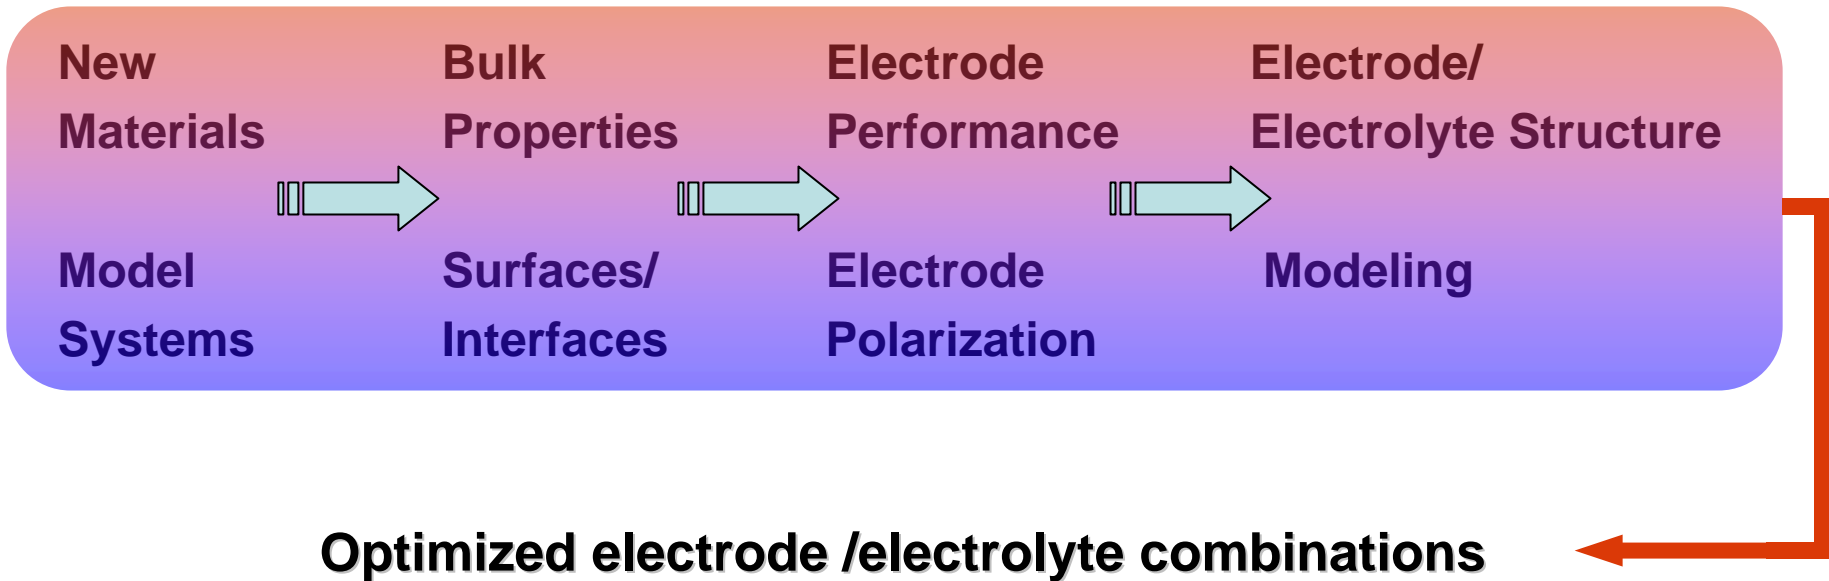 New
Materials
Bulk
Properties
Electrode
Performance
Electrode/
Electrolyte Structure
Model
Systems
Surfaces/
Interfaces
Electrode
Polarization
Modeling
Optimized electrode /electrolyte combinations